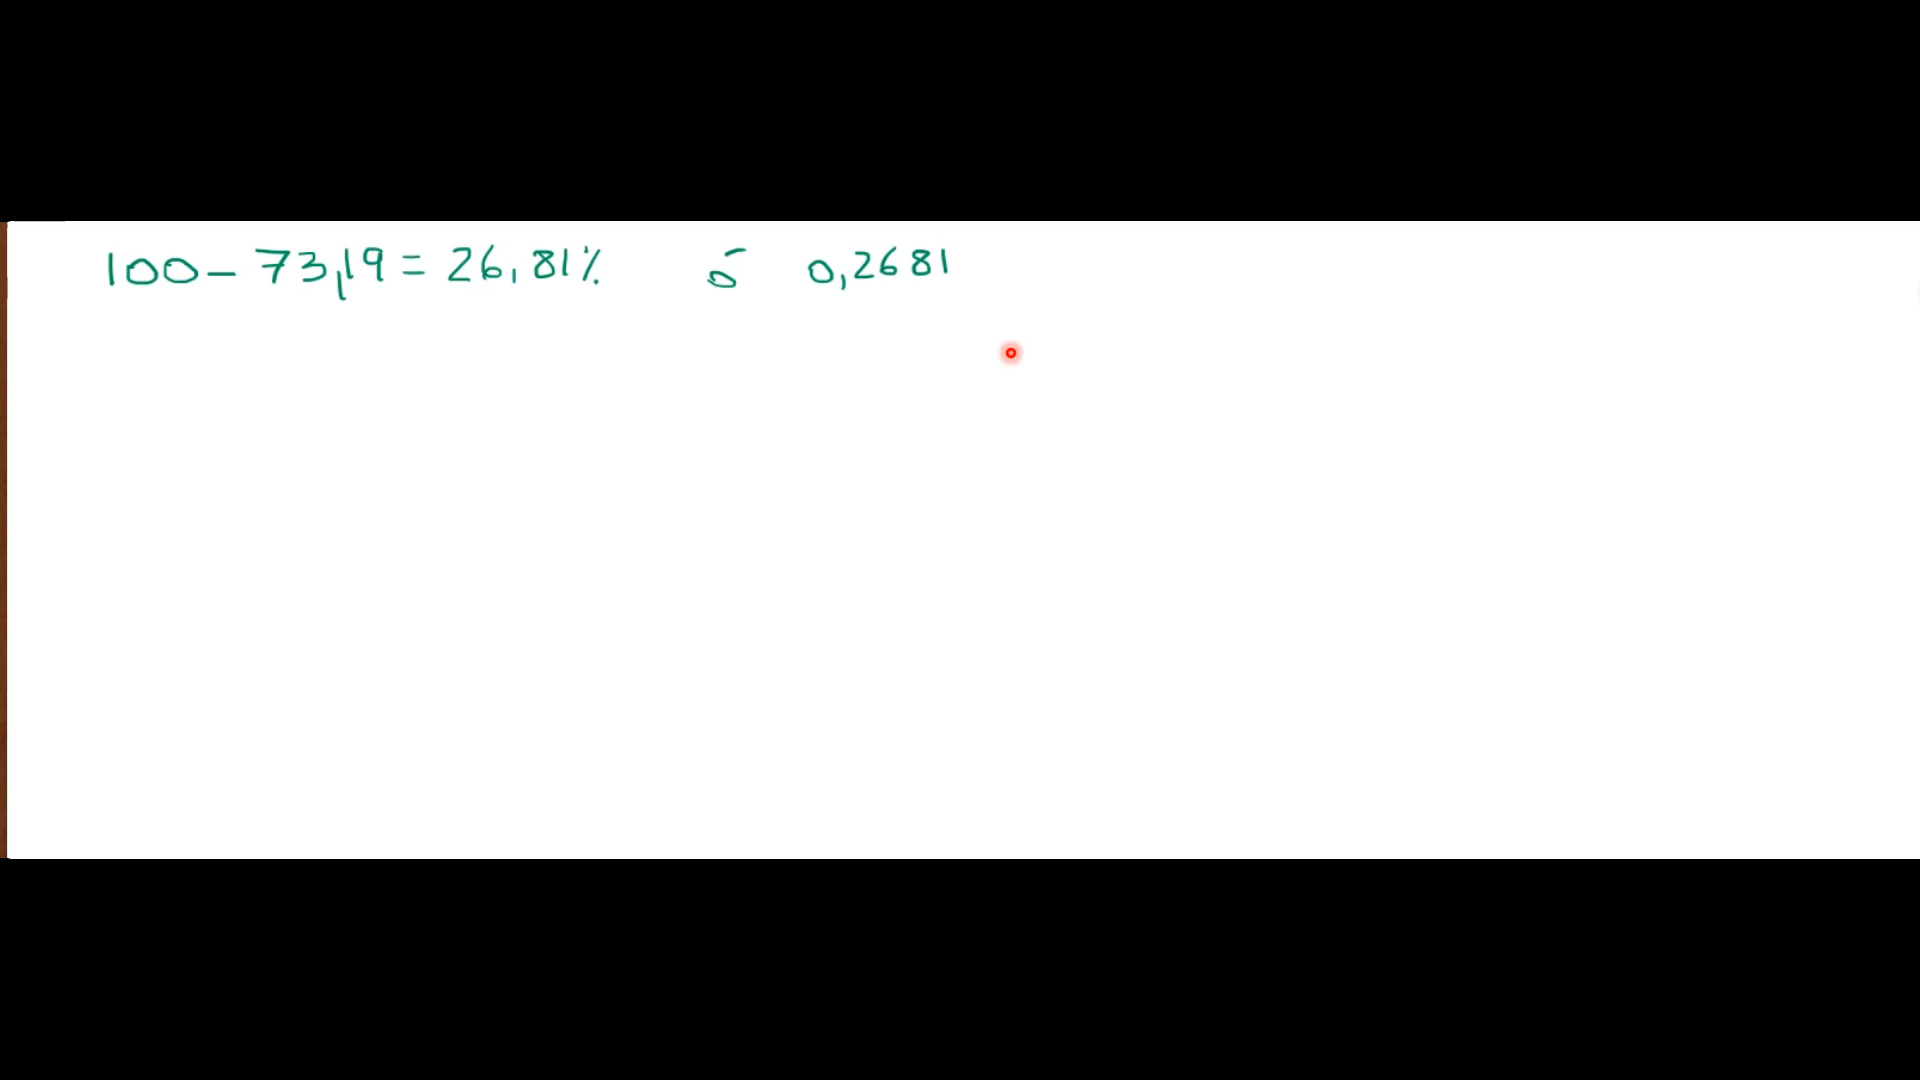 100 - 73,19 = 26,81% ó 0,2681